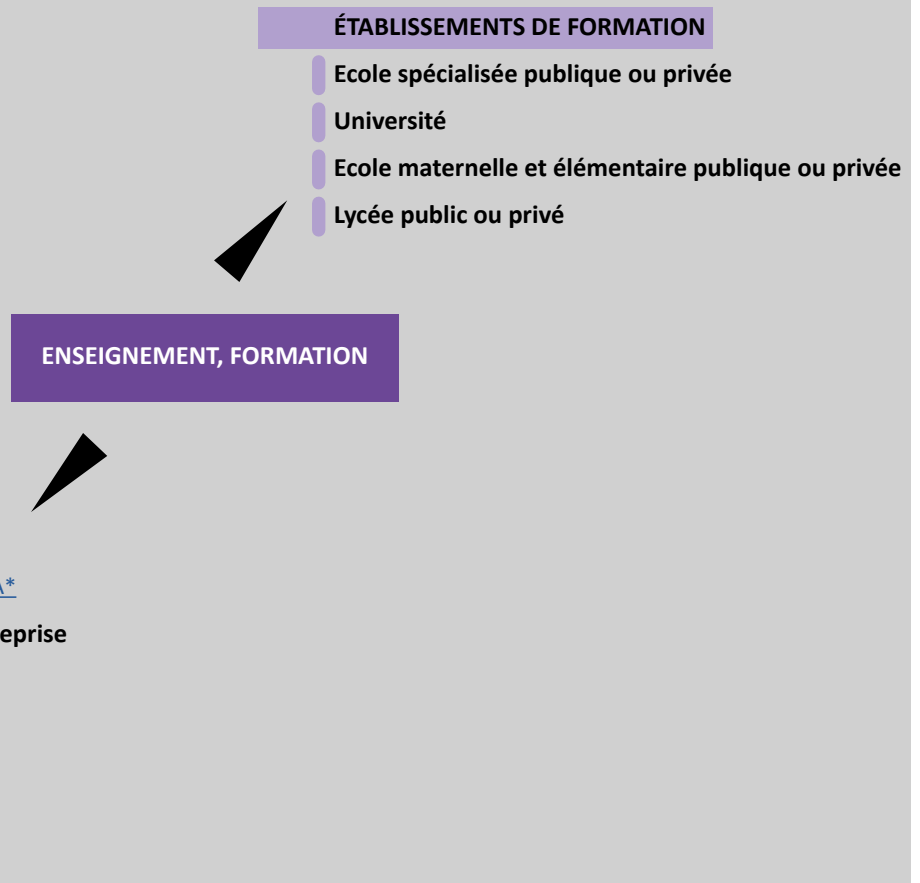 ÉTABLISSEMENTS DE FORMATION
Ecole spécialisée publique ou privée
Université
Ecole maternelle et élémentaire publique ou privée
Lycée public ou privé
ENSEIGNEMENT, FORMATION